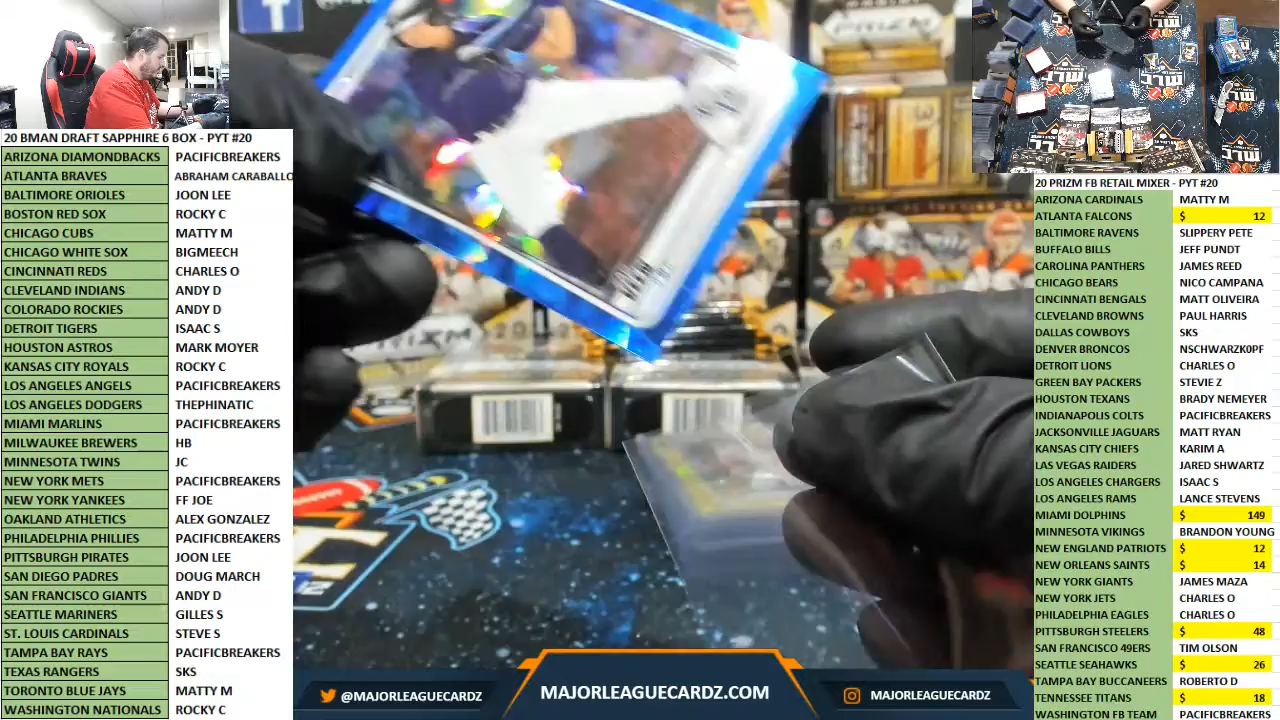 20 BMAN DRAFT SAPPHIRE 6 BOX - PYT #20
ARIZONA DIAMONDBACKS PACIFICBREAKERS
ATLANTA BRAVES ABRAHAM CARABALLO
BALTIMORE ORIOLES JOON LEE
BOSTON RED SOX ROCKY C
CHICAGO CUBS MATTY M
CHICAGO WHITE SOX BIGMEECH
CINCINNATI REDS CHARLES O
CLEVELAND INDIANS ANDY D
COLORADO ROCKIES ANDY D
DETROIT TIGERS ISAAC S
HOUSTON ASTROS MARK MOYER
KANSAS CITY ROYALS ROCKY C
LOS ANGELES ANGELS PACIFICBREAKERS
LOS ANGELES DODGERS THEPHINATIC
MIAMI MARLINS PACIFICBREAKERS
MILWAUKEE BREWERS HB
MINNESOTA TWINS JC
NEW YORK METS PACIFICBREAKERS
NEW YORK YANKEES FF JOE
OAKLAND ATHLETICS ALEX GONZALEZ
PHILADELPHIA PHILLIES PACIFICBREAKERS
PITTSBURGH PIRATES JOON LEE
SAN DIEGO PADRES DOUG MARCH
SAN FRANCISCO GIANTS ANDY D
SEATTLE MARINERS GILLES S
ST. LOUIS CARDINALS STEVE S
TAMPA BAY RAYS PACIFICBREAKERS
TEXAS RANGERS SKS
TORONTO BLUE JAYS MATTY M
WASHINGTON NATIONALS ROCKY C
PRIZM
@MAJORLEAGUECARDZ
MAJORLEAGUECARDZ.COM
MAJORLEAGUECARDZ
20 PRIZM FB RETAIL MIXER - PYT #20
ARIZONA CARDINALS MATTY M
ATLANTA FALCONS $ 12
BALTIMORE RAVENS SLIPPERY PETE
BUFFALO BILLS JEFF PUNDT
CAROLINA PANTHERS JAMES REED
CHICAGO BEARS NICO CAMPANA
CINCINNATI BENGALS MATT OLIVEIRA
CLEVELAND BROWNS PAUL HARRIS
DALLAS COWBOYS SKS
DENVER BRONCOS NSCHWARZK0PF
DETROIT LIONS CHARLES O
GREEN BAY PACKERS STEVIE Z
HOUSTON TEXANS BRADY NEMEYER
INDIANAPOLIS COLTS PACIFICBREAKERS
JACKSONVILLE JAGUARS MATT RYAN
KANSAS CITY CHIEFS KARIM A
LAS VEGAS RAIDERS JARED SHWARTZ
LOS ANGELES CHARGERS ISAAC S
LOS ANGELES RAMS LANCE STEVENS
MIAMI DOLPHINS $ 149
MINNESOTA VIKINGS BRANDON YOUNG
NEW ENGLAND PATRIOTS $ 12
NEW ORLEANS SAINTS $ 14
NEW YORK GIANTS JAMES MAZA
NEW YORK JETS CHARLES O
PHILADELPHIA EAGLES CHARLES O
PITTSBURGH STEELERS $ 48
SAN FRANCISCO 49ERS TIM OLSON
SEATTLE SEAHAWKS $ 26
TAMPA BAY BUCCANEERS ROBERTO D
TENNESSEE TITANS $ 18
WASHINGTON FB TEAM PACIFICBREAKERS